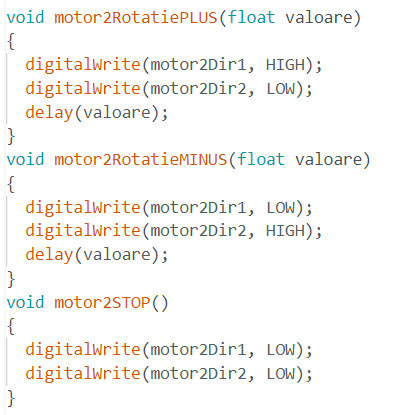 void motor2RotatiePLUS(float valoare)
{
  digitalWrite(motor2Dir1, HIGH);
  digitalWrite(motor2Dir2, LOW);
  delay(valoare);
}
void motor2RotatieMINUS(float valoare)
{
  digitalWrite(motor2Dir1, LOW);
  digitalWrite(motor2Dir2, HIGH);
  delay(valoare);
}
void motor2STOP()
{
  digitalWrite(motor2Dir1, LOW);
  digitalWrite(motor2Dir2, LOW);
}